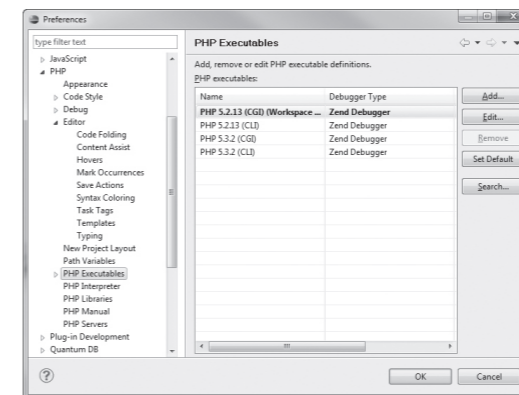 Preferences
type filter text
JavaScript
PHP
Appearance
Code Style
Debug
Editor
Code Folding
Content Assist
Hovers
Mark Occurrences
Save Actions
Syntax Coloring
Task Tags
Templates
Typing
New Project Layout
Path Variables
PHP Executables
PHP Interpreter
PHP Libraries
PHP Manual
PHP Servers
Plug-in Development
Quantum DB
PHP Executables
Add, remove or edit PHP executable definitions.
PHP executables:
Name Debugger Type
PHP 5.2.13 (CGI) (Workspace ... Zend Debugger
PHP 5.2.13 (CLI) Zend Debugger
PHP 5.3.2 (CGI) Zend Debugger
PHP 5.3.2 (CLI) Zend Debugger
Add...
Edit...
Remove
Set Default
Search...
OK Cancel